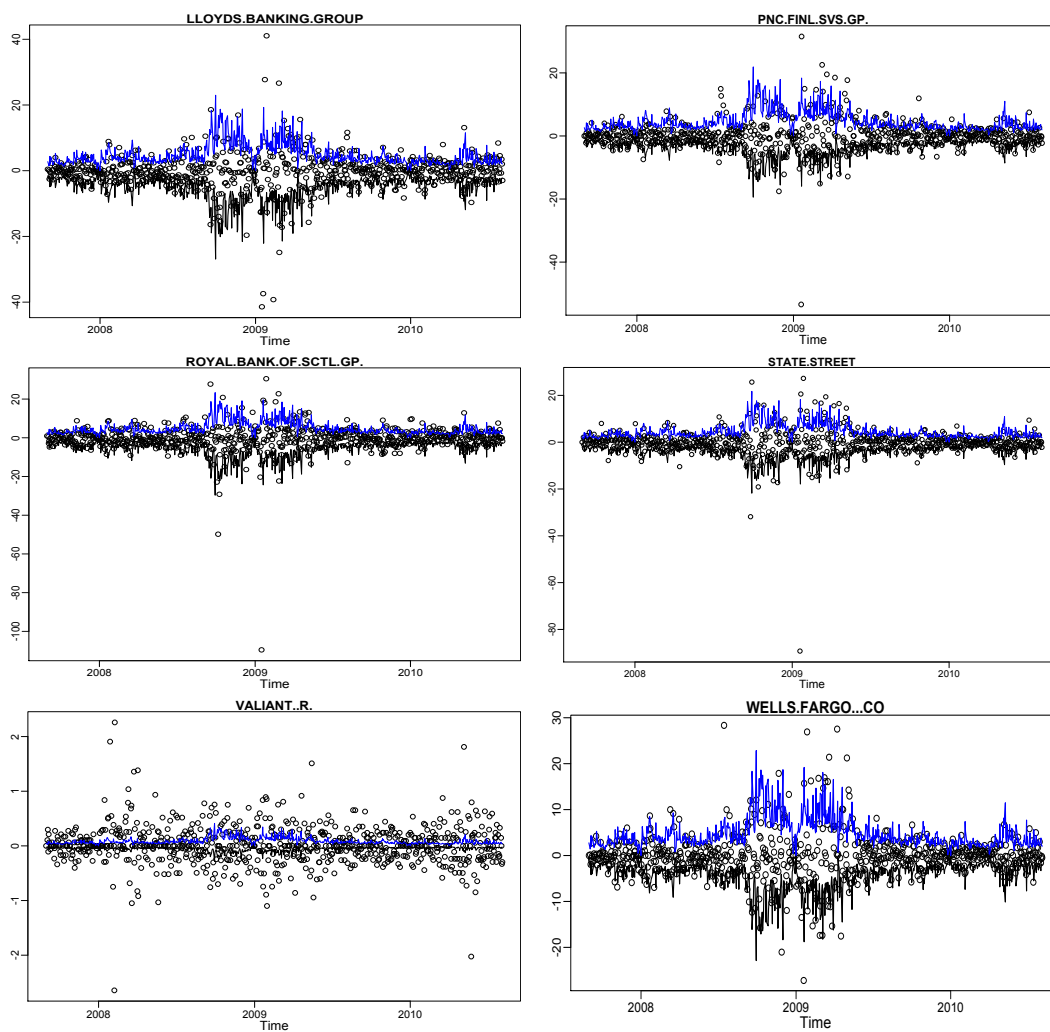 LLOYDS.BANKING.GROUP
40
20
0
-20
-40
2008 2009 2010
Time
PNC.FINL.SVS.GP.
20
0
-20
-40
2008 2009 2010
Time
ROYAL.BANK.OF.SCTL.GP.
20
0
-20
-40
-60
-80
-100
2008 2009 2010
Time
STATE.STREET
20
0
-20
-40
-60
-80
2008 2009 2010
Time
VALIANT..R.
2
1
0
-1
-2
2008 2009 2010
Time
WELLS.FARGO...CO
30
20
10
0
-10
-20
2008 2009 2010
Time